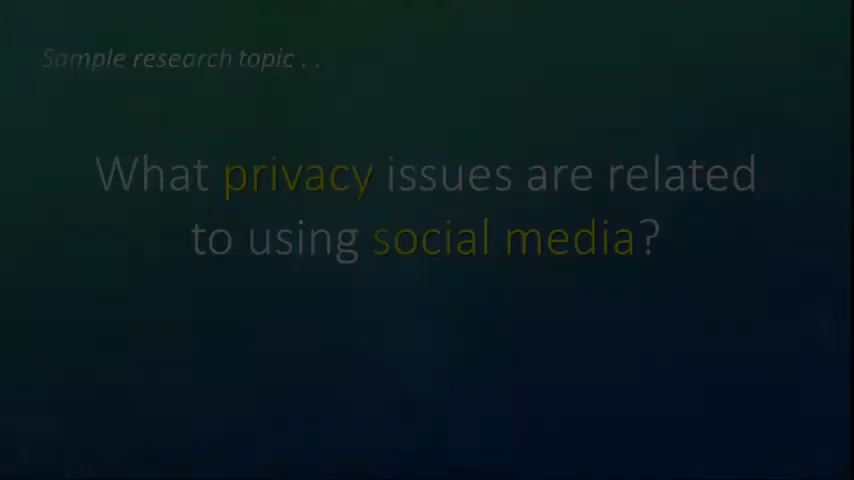 Sample research topic . . .
What privacy issues are related
to using social media?